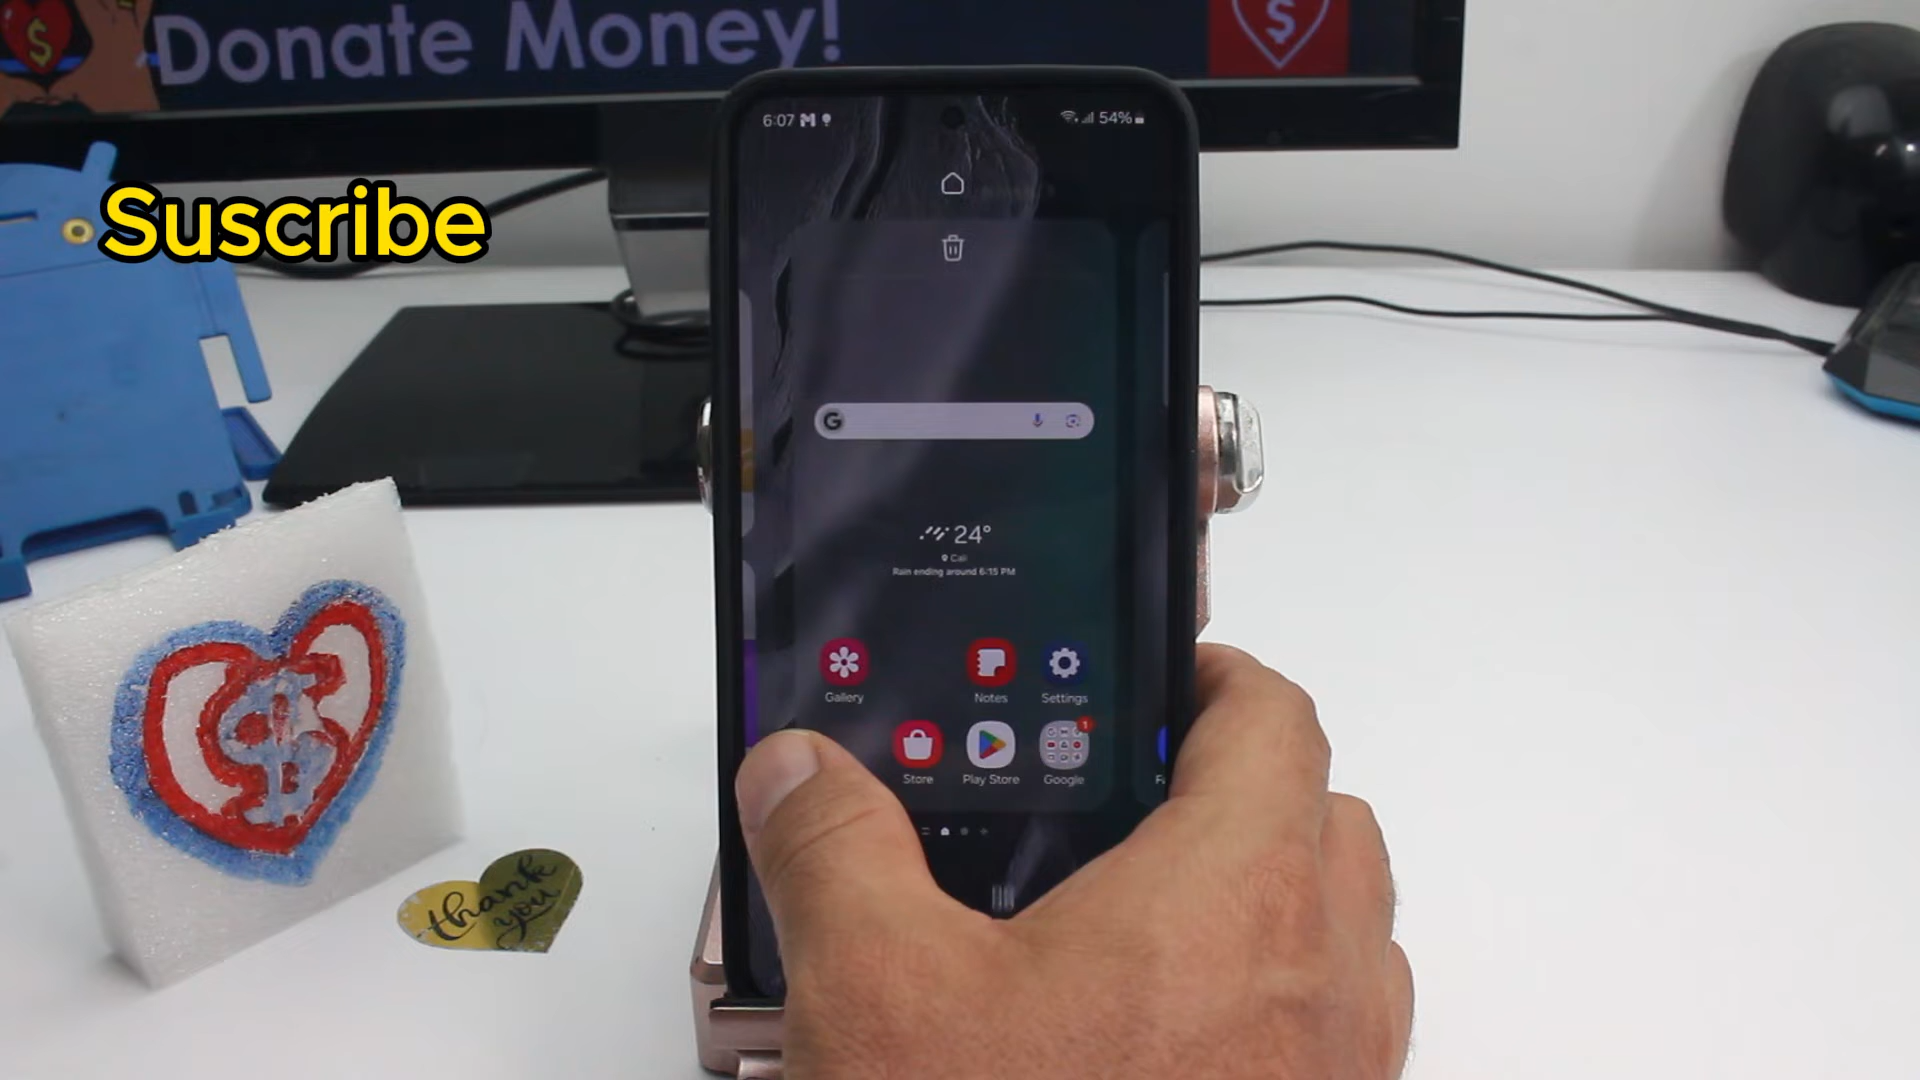 Donate Money!
$
$
Suscribe
6:07
54%
G
24°
Cali
Rain ending around 6:15 PM
Gallery
Notes
Settings
1
Store
Play Store
Google
thank
you